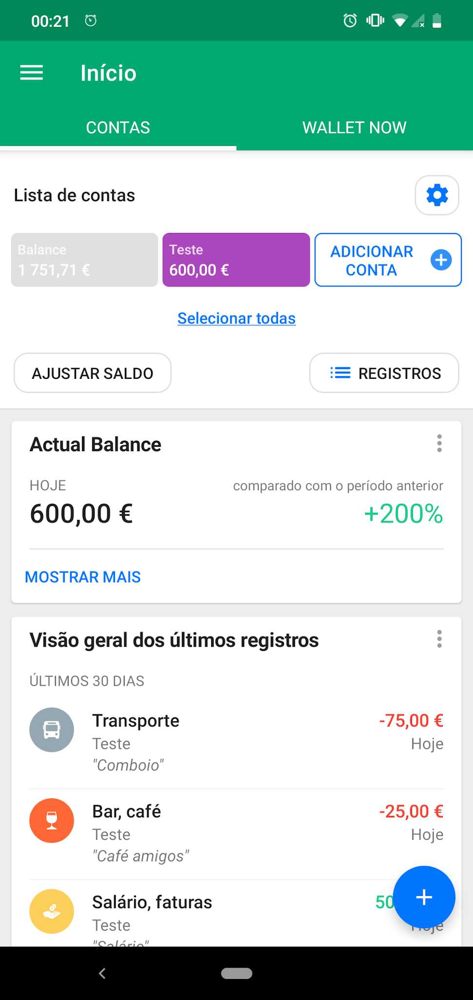 00:21
Início
CONTAS
WALLET NOW
Lista de contas
Balance
1 751,71 €
Teste
600,00 €
ADICIONAR
CONTA
Selecionar todas
AJUSTAR SALDO
REGISTROS
Actual Balance
HOJE
comparado com o período anterior
600,00 €
+200%
MOSTRAR MAIS
Visão geral dos últimos registros
ÚLTIMOS 30 DIAS
Transporte
-75,00 €
Teste
Hoje
"Comboio"
Bar, café
-25,00 €
Teste
Hoje
"Café amigos"
Salário, faturas
50
Teste
Hoje
"Salário"